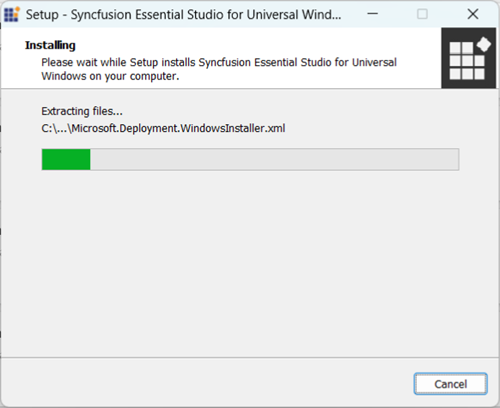 Setup - Syncfusion Essential Studio for Universal Wind...
Installing
Please wait while Setup installs Syncfusion Essential Studio for Universal
Windows on your computer.
Extracting files...
C:\...\Microsoft.Deployment.WindowsInstaller.xml
Cancel